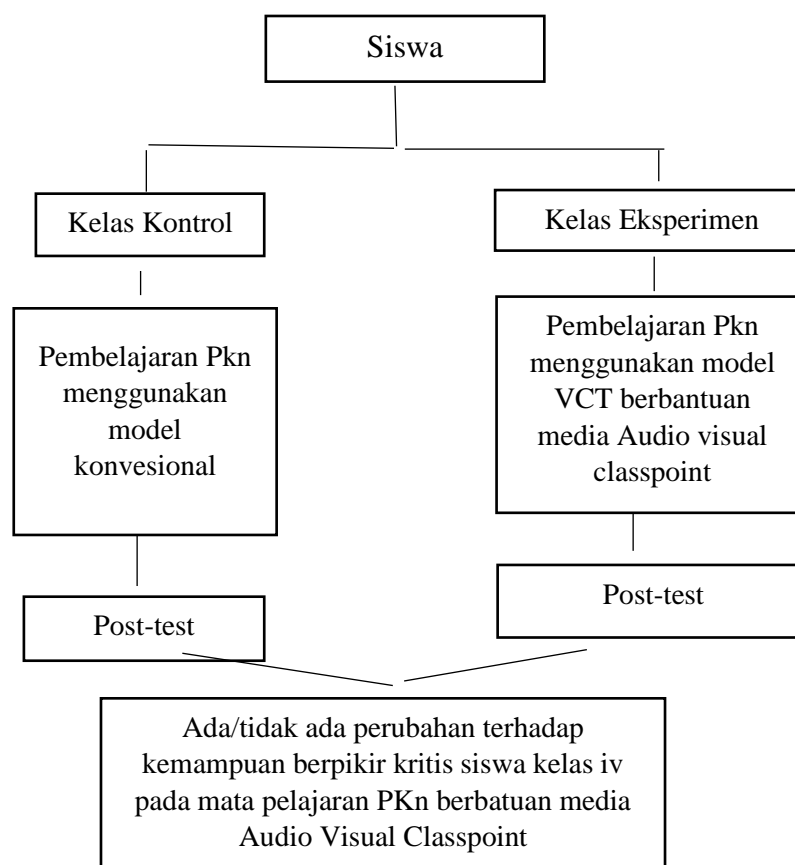 Siswa
Kelas Kontrol
Kelas Eksperimen
Pembelajaran Pkn
menggunakan
model
konvesional
Pembelajaran Pkn
menggunakan model
VCT berbantuan
media Audio visual
classpoint
Post-test
Post-test
Ada/tidak ada perubahan terhadap
kemampuan berpikir kritis siswa kelas iv
pada mata pelajaran PKn berbatuan media
Audio Visual Classpoint